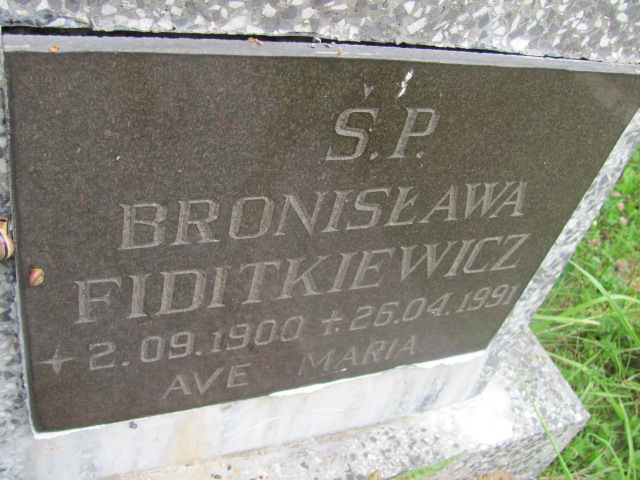 Š.P.
BRONISŁAWA
FIDITKIEWICZ
✦2.09.1900 +26.04.1991
AVE MARIA